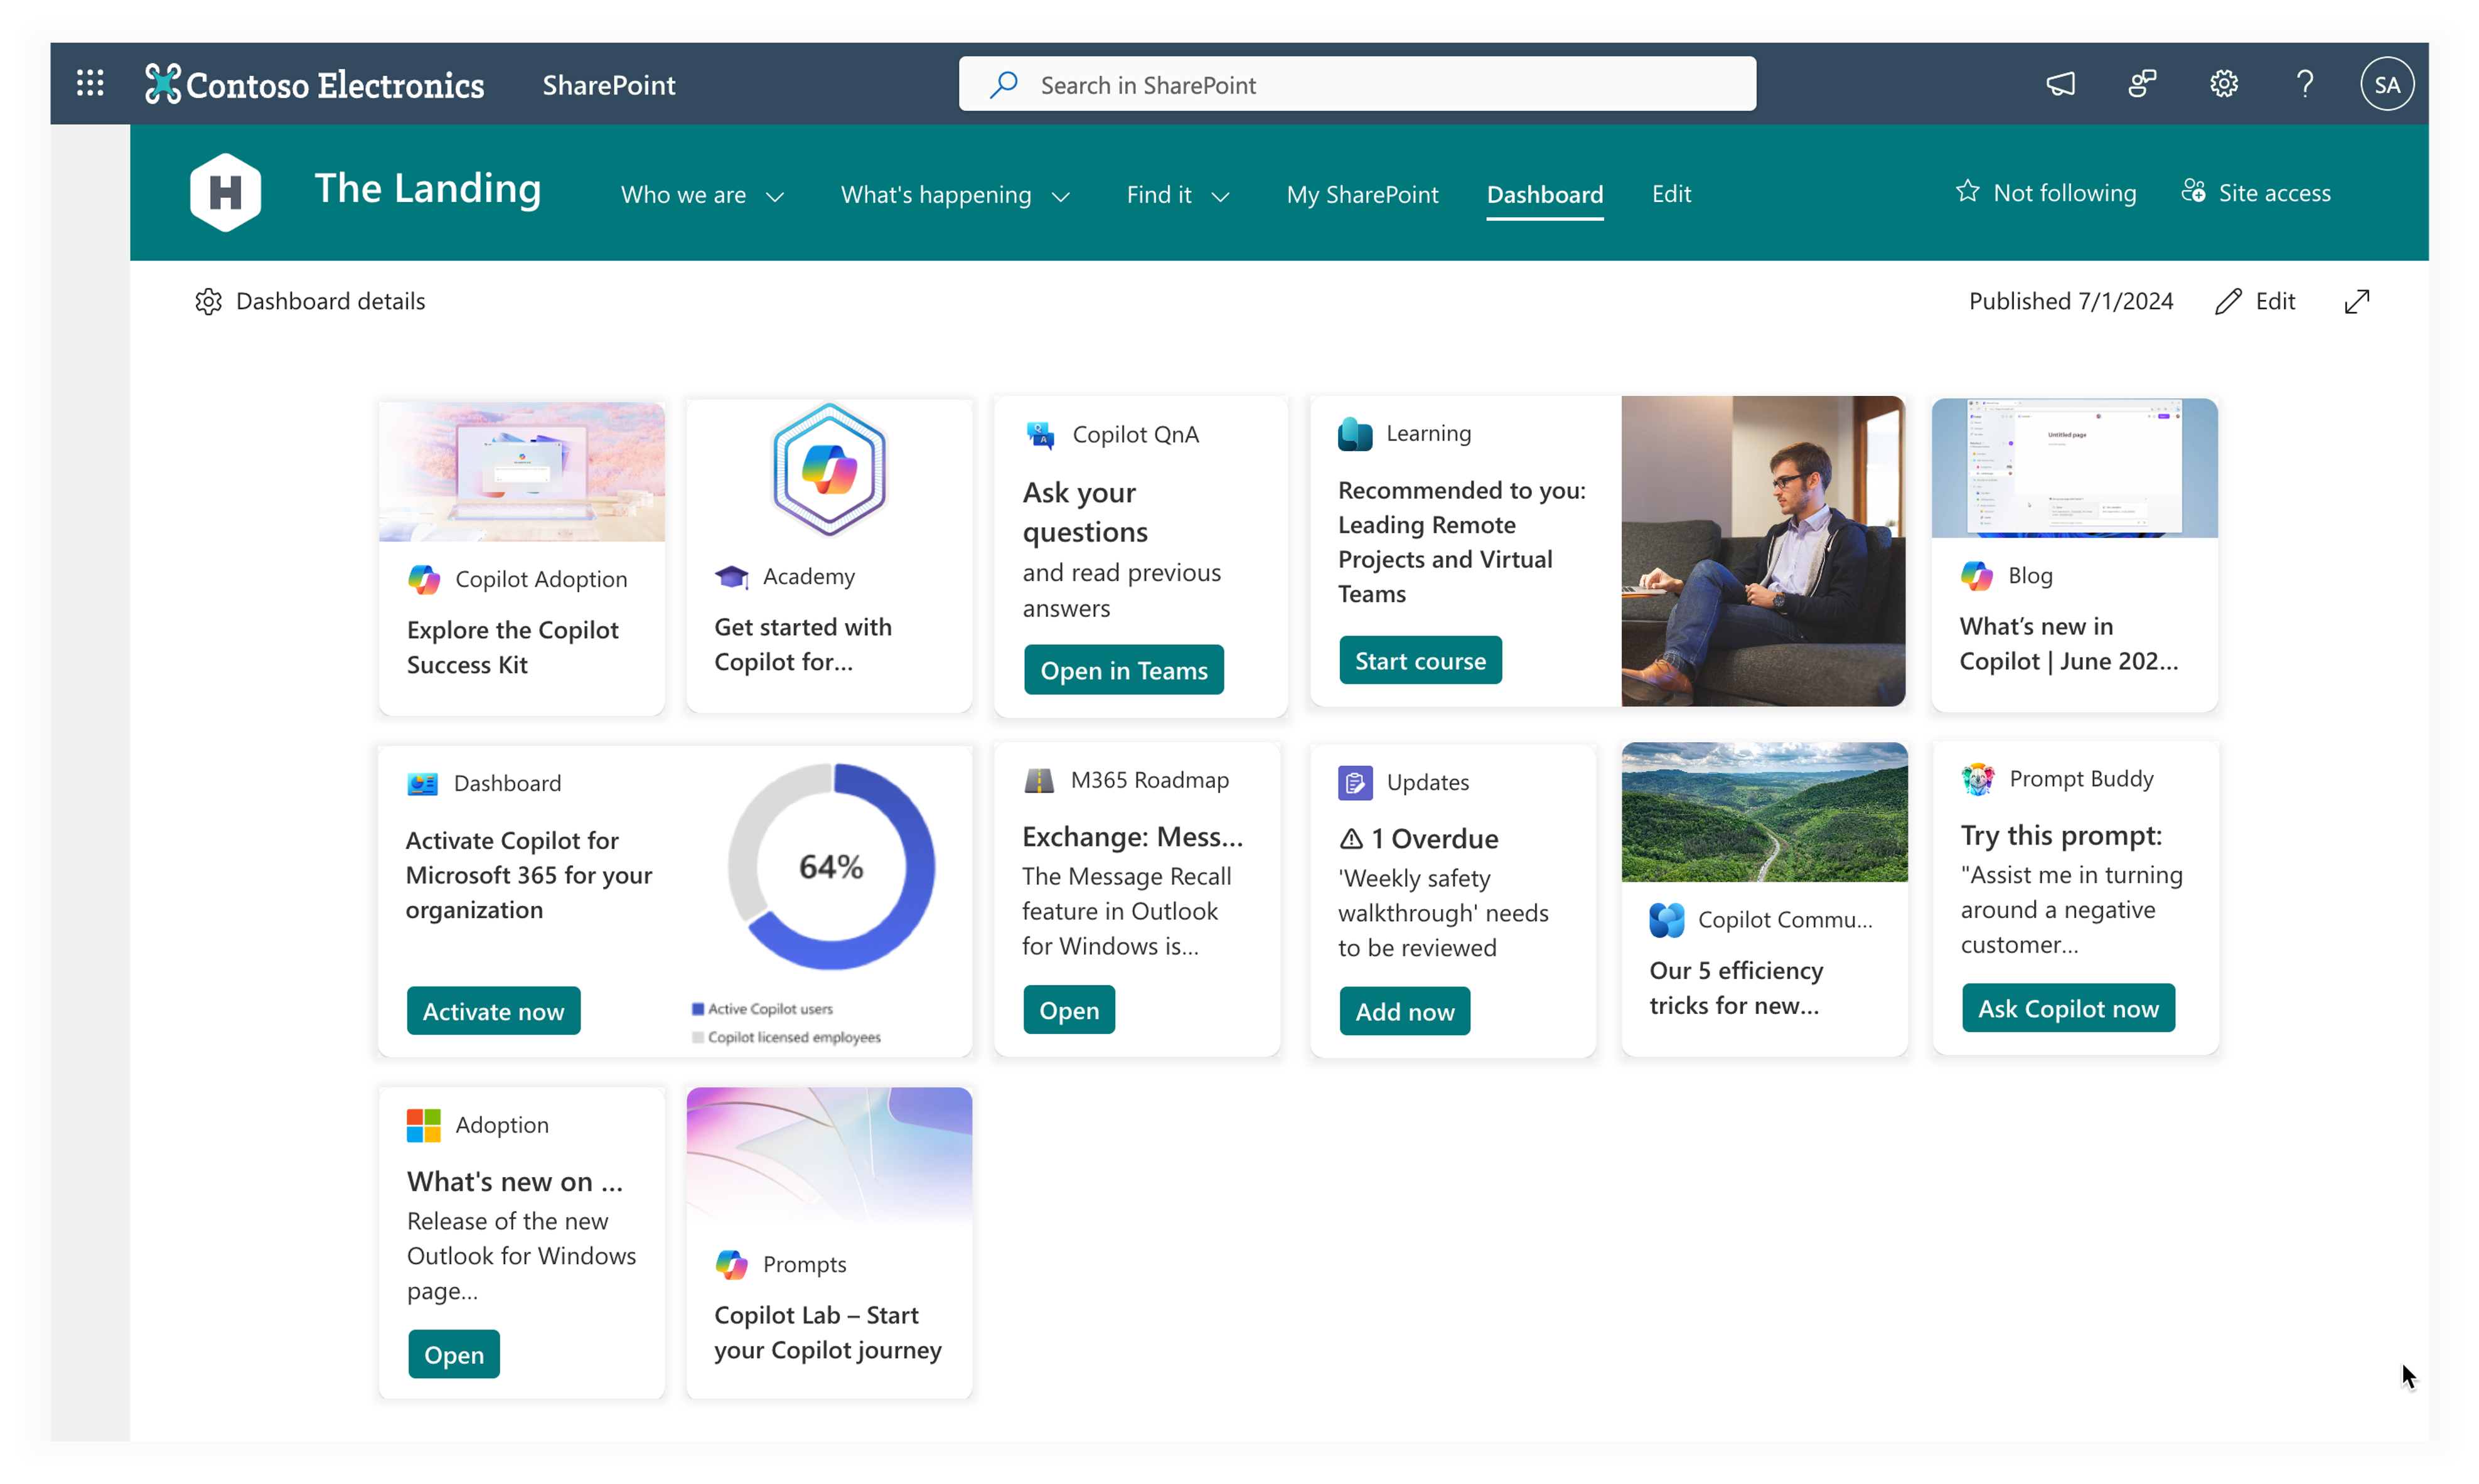 Contoso Electronics
SharePoint
Search in SharePoint
SA
H
The Landing
Who we are
What's happening
Find it
My SharePoint
Dashboard
Edit
Not following
Site access
Dashboard details
Published 7/1/2024
Edit
Copilot Adoption
Explore the Copilot
Success Kit
Academy
Get started with
Copilot for...
Copilot QnA
Ask your
questions
and read previous
answers
Open in Teams
Learning
Recommended to you:
Leading Remote
Projects and Virtual
Teams
Start course
Untitled page
Blog
What’s new in
Copilot | June 202...
Dashboard
Activate Copilot for
Microsoft 365 for your
organization
Activate now
64%
Active Copilot users
Copilot licensed employees
M365 Roadmap
Exchange: Mess...
The Message Recall
feature in Outlook
for Windows is...
Open
Updates
1 Overdue
'Weekly safety
walkthrough' needs
to be reviewed
Add now
Copilot Commu...
Our 5 efficiency
tricks for new...
Prompt Buddy
Try this prompt:
"Assist me in turning
around a negative
customer...
Ask Copilot now
Adoption
What's new on ...
Release of the new
Outlook for Windows
page...
Open
Prompts
Copilot Lab – Start
your Copilot journey